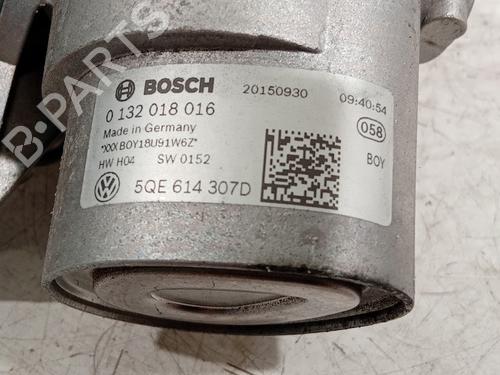 BOSCH 20150930 09:40:54
0 132 018 016
Made in Germany 058
*XXXBOY18U91W6Z* BOY
HW H04 SW 0152
5QE 614 307D
B-Parts